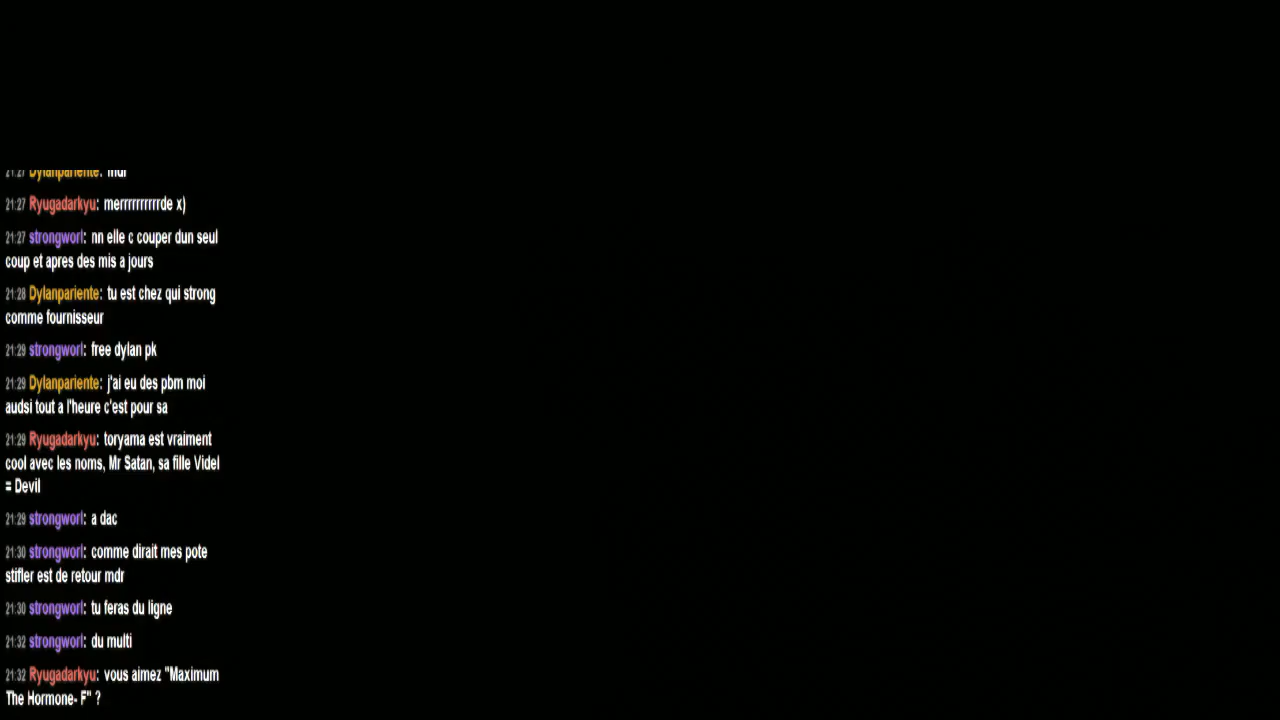 21:27 Dylanpariente: mdr
21:27 Ryugadarkyu: merrrrrrrrrde x)
21:27 strongworl: nn elle c couper dun seul
coup et apres des mis a jours
21:28 Dylanpariente: tu est chez qui strong
comme fournisseur
21:29 strongworl: free dylan pk
21:29 Dylanpariente: j'ai eu des pbm moi
audsi tout a l'heure c'est pour sa
21:29 Ryugadarkyu: toryama est vraiment
cool avec les noms, Mr Satan, sa fille Videl
= Devil
21:29 strongworl: a dac
21:30 strongworl: comme dirait mes pote
stifler est de retour mdr
21:30 strongworl: tu feras du ligne
21:32 strongworl: du multi
21:32 Ryugadarkyu: vous aimez "Maximum
The Hormone- F" ?